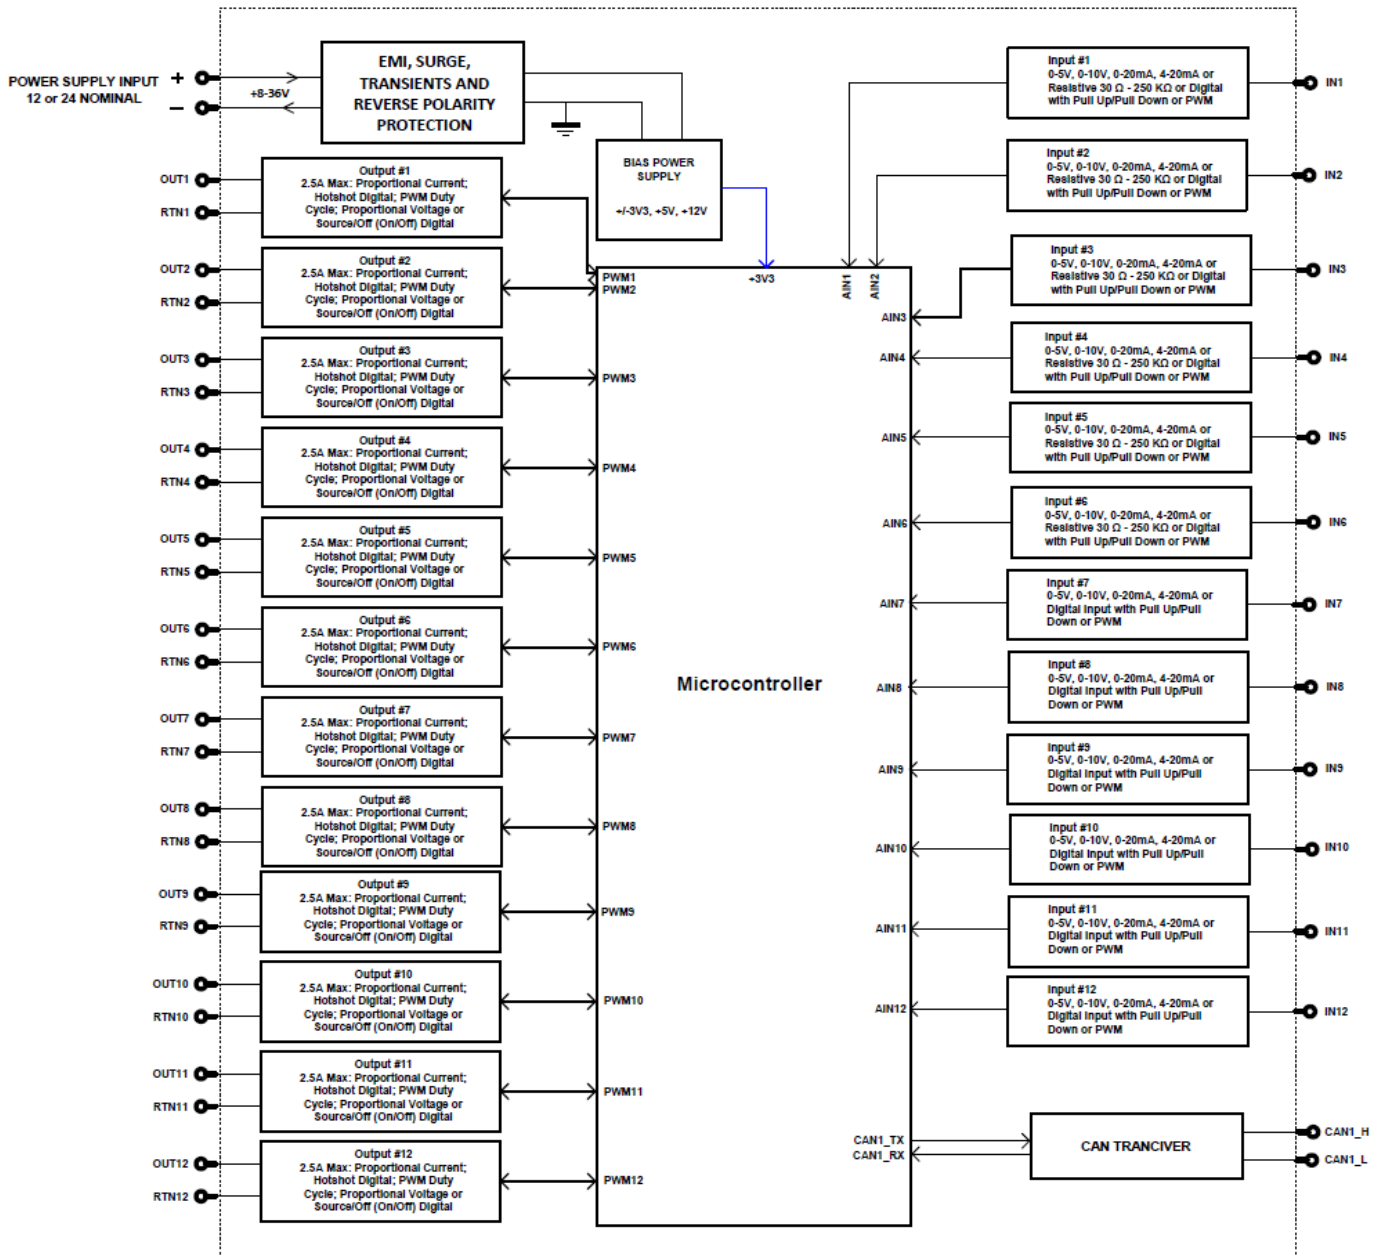 POWER SUPPLY INPUT
12 or 24 NOMINAL
+
−
+8-36V
EMI, SURGE,
TRANSIENTS AND
REVERSE POLARITY
PROTECTION
BIAS POWER
SUPPLY
+/-3V3, +5V, +12V
OUT1
RTN1
Output #1
2.5A Max: Proportional Current;
Hotshot Digital; PWM Duty
Cycle; Proportional Voltage or
Source/Off (On/Off) Digital
OUT2
RTN2
Output #2
2.5A Max: Proportional Current;
Hotshot Digital; PWM Duty
Cycle; Proportional Voltage or
Source/Off (On/Off) Digital
OUT3
RTN3
Output #3
2.5A Max: Proportional Current;
Hotshot Digital; PWM Duty
Cycle; Proportional Voltage or
Source/Off (On/Off) Digital
OUT4
RTN4
Output #4
2.5A Max: Proportional Current;
Hotshot Digital; PWM Duty
Cycle; Proportional Voltage or
Source/Off (On/Off) Digital
OUT5
RTN5
Output #5
2.5A Max: Proportional Current;
Hotshot Digital; PWM Duty
Cycle; Proportional Voltage or
Source/Off (On/Off) Digital
OUT6
RTN6
Output #6
2.5A Max: Proportional Current;
Hotshot Digital; PWM Duty
Cycle; Proportional Voltage or
Source/Off (On/Off) Digital
OUT7
RTN7
Output #7
2.5A Max: Proportional Current;
Hotshot Digital; PWM Duty
Cycle; Proportional Voltage or
Source/Off (On/Off) Digital
OUT8
RTN8
Output #8
2.5A Max: Proportional Current;
Hotshot Digital; PWM Duty
Cycle; Proportional Voltage or
Source/Off (On/Off) Digital
OUT9
RTN9
Output #9
2.5A Max: Proportional Current;
Hotshot Digital; PWM Duty
Cycle; Proportional Voltage or
Source/Off (On/Off) Digital
OUT10
RTN10
Output #10
2.5A Max: Proportional Current;
Hotshot Digital; PWM Duty
Cycle; Proportional Voltage or
Source/Off (On/Off) Digital
OUT11
RTN11
Output #11
2.5A Max: Proportional Current;
Hotshot Digital; PWM Duty
Cycle; Proportional Voltage or
Source/Off (On/Off) Digital
OUT12
RTN12
Output #12
2.5A Max: Proportional Current;
Hotshot Digital; PWM Duty
Cycle; Proportional Voltage or
Source/Off (On/Off) Digital
PWM1
PWM2
PWM3
PWM4
PWM5
PWM6
PWM7
PWM8
PWM9
PWM10
PWM11
PWM12
+3V3
Microcontroller
AIN1
AIN2
AIN3
AIN4
AIN5
AIN6
AIN7
AIN8
AIN9
AIN10
AIN11
AIN12
CAN1_TX
CAN1_RX
Input #1
0-5V, 0-10V, 0-20mA, 4-20mA or
Resistive 30 Ω - 250 KΩ or Digital
with Pull Up/Pull Down or PWM
IN1
Input #2
0-5V, 0-10V, 0-20mA, 4-20mA or
Resistive 30 Ω - 250 KΩ or Digital
with Pull Up/Pull Down or PWM
IN2
Input #3
0-5V, 0-10V, 0-20mA, 4-20mA or
Resistive 30 Ω - 250 KΩ or Digital
with Pull Up/Pull Down or PWM
IN3
Input #4
0-5V, 0-10V, 0-20mA, 4-20mA or
Resistive 30 Ω - 250 KΩ or Digital
with Pull Up/Pull Down or PWM
IN4
Input #5
0-5V, 0-10V, 0-20mA, 4-20mA or
Resistive 30 Ω - 250 KΩ or Digital
with Pull Up/Pull Down or PWM
IN5
Input #6
0-5V, 0-10V, 0-20mA, 4-20mA or
Resistive 30 Ω - 250 KΩ or Digital
with Pull Up/Pull Down or PWM
IN6
Input #7
0-5V, 0-10V, 0-20mA, 4-20mA or
Digital Input with Pull Up/Pull
Down or PWM
IN7
Input #8
0-5V, 0-10V, 0-20mA, 4-20mA or
Digital Input with Pull Up/Pull
Down or PWM
IN8
Input #9
0-5V, 0-10V, 0-20mA, 4-20mA or
Digital Input with Pull Up/Pull
Down or PWM
IN9
Input #10
0-5V, 0-10V, 0-20mA, 4-20mA or
Digital Input with Pull Up/Pull
Down or PWM
IN10
Input #11
0-5V, 0-10V, 0-20mA, 4-20mA or
Digital Input with Pull Up/Pull
Down or PWM
IN11
Input #12
0-5V, 0-10V, 0-20mA, 4-20mA or
Digital Input with Pull Up/Pull
Down or PWM
IN12
CAN TRANCIVER
CAN1_H
CAN1_L